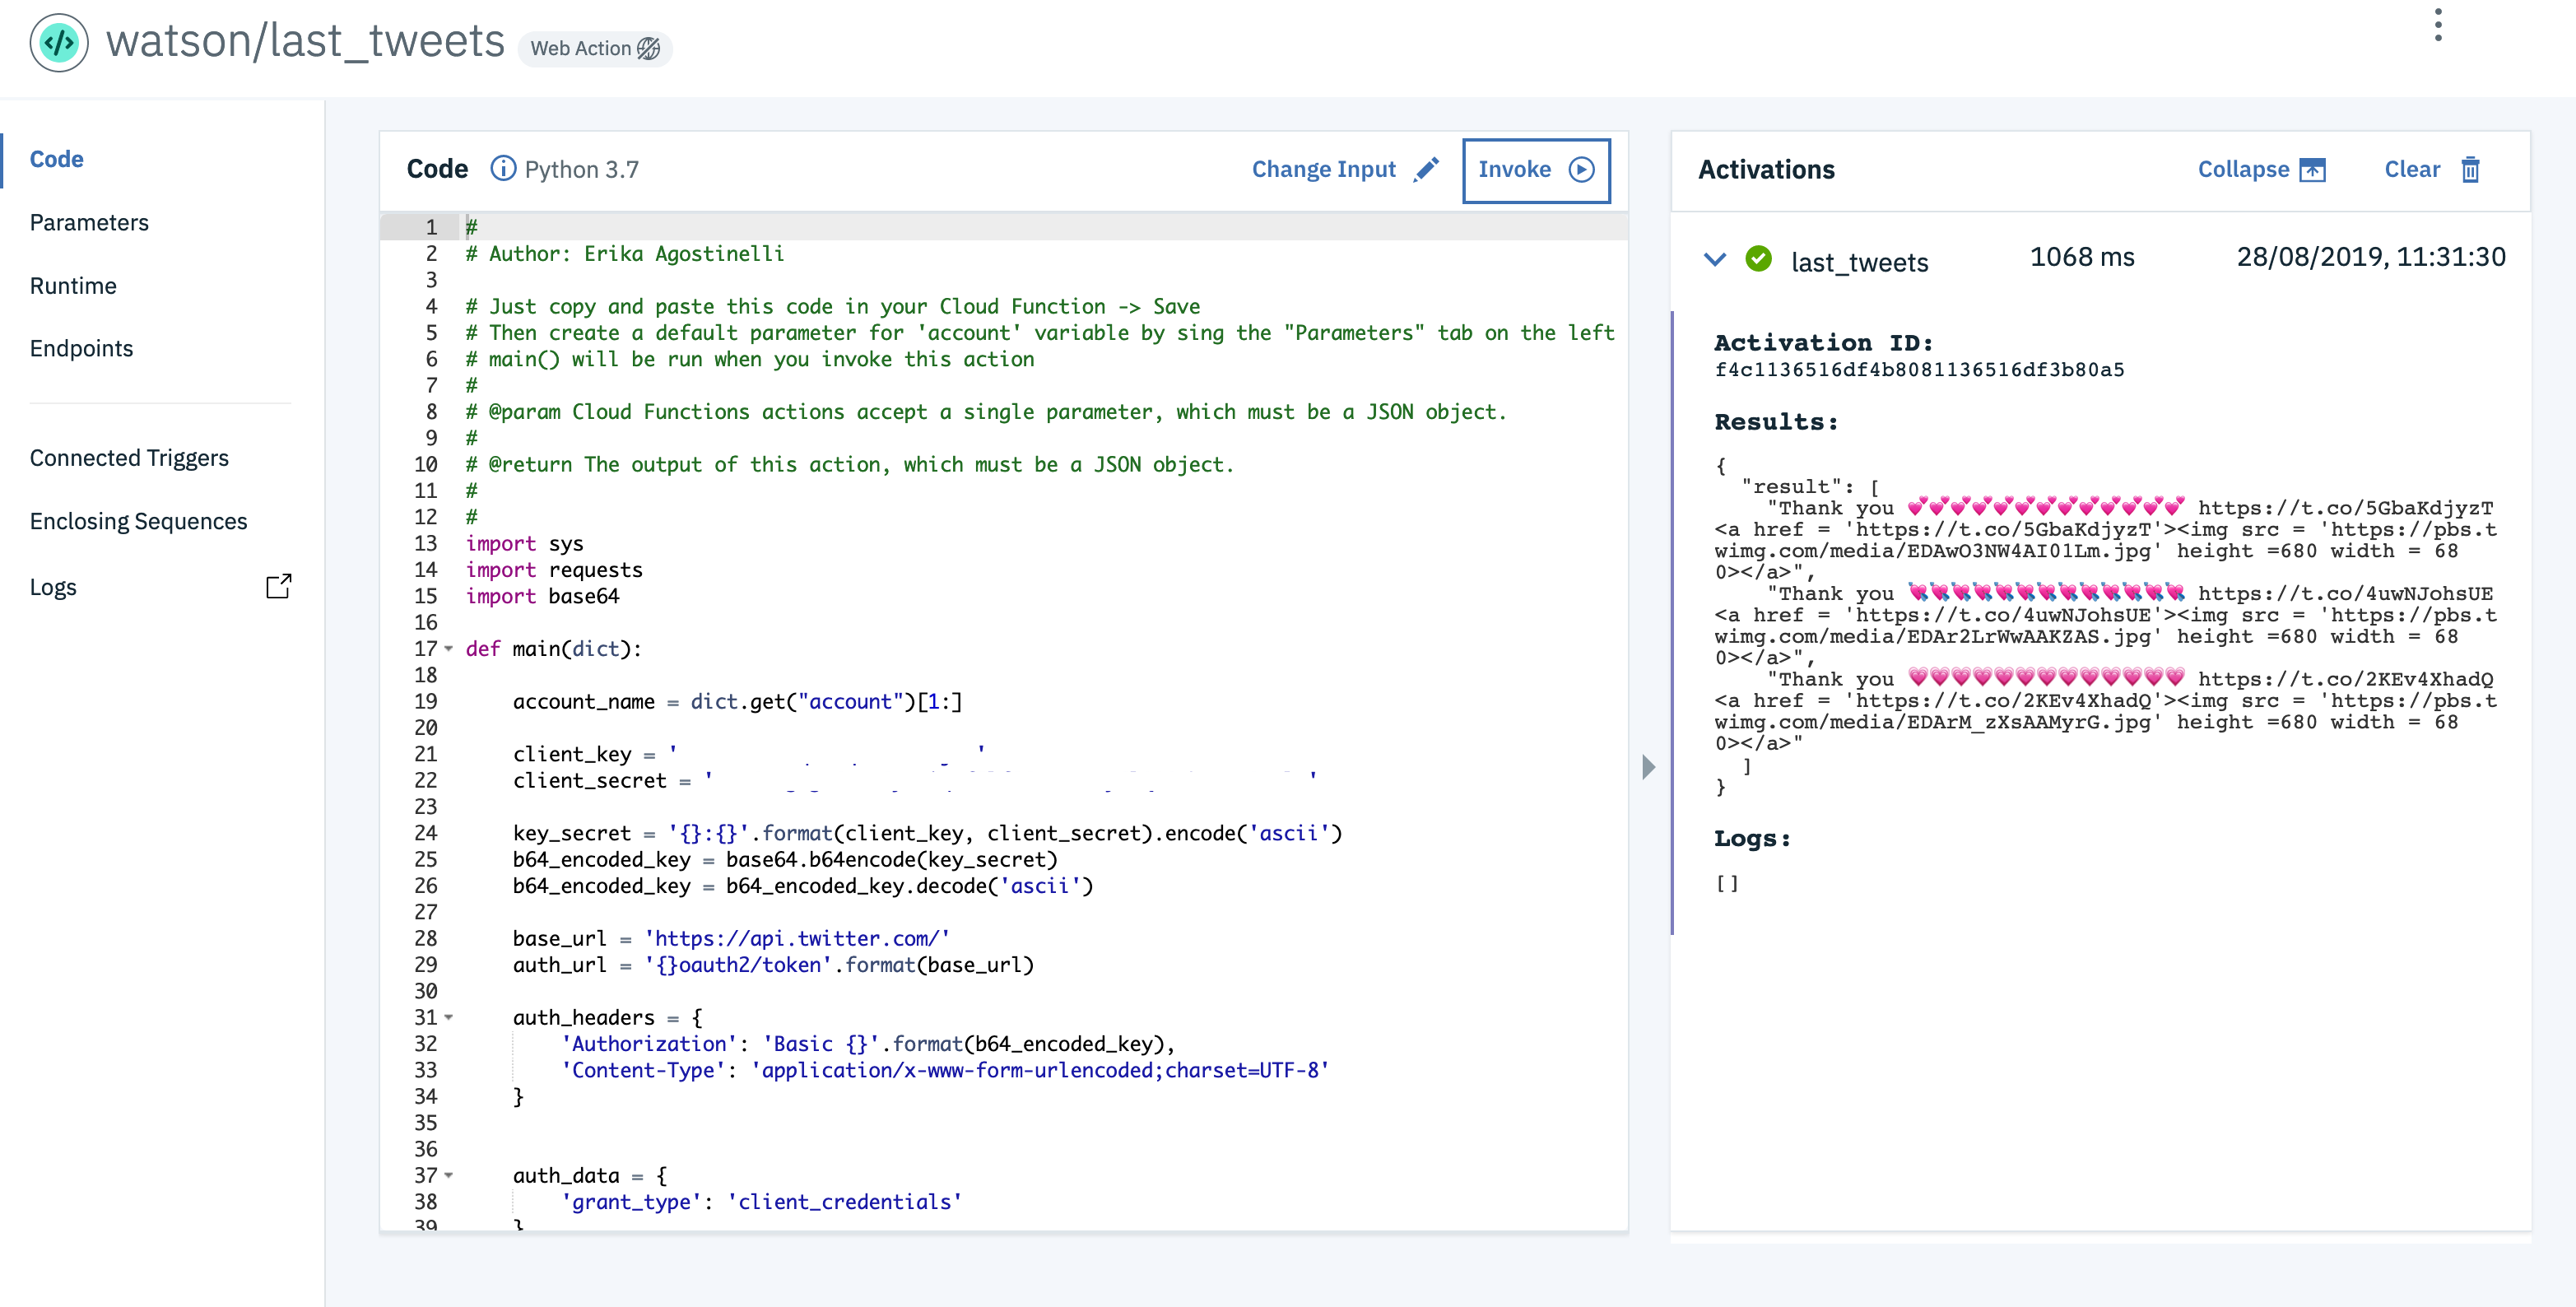 watson/last_tweets Web Action
Code
Parameters
Runtime
Endpoints
Connected Triggers
Enclosing Sequences
Logs
Code Python 3.7 Change Input Invoke
1 #
2 # Author: Erika Agostinelli
3
4 # Just copy and paste this code in your Cloud Function -> Save
5 # Then create a default parameter for 'account' variable by sing the "Parameters" tab on the left
6 # main() will be run when you invoke this action
7 #
8 # @param Cloud Functions actions accept a single parameter, which must be a JSON object.
9 #
10 # @return The output of this action, which must be a JSON object.
11 #
12 #
13 import sys
14 import requests
15 import base64
16
17 def main(dict):
18
19 account_name = dict.get("account")[1:]
20
21 client_key = ' '
22 client_secret = ' '
23
24 key_secret = '{}:{}'.format(client_key, client_secret).encode('ascii')
25 b64_encoded_key = base64.b64encode(key_secret)
26 b64_encoded_key = b64_encoded_key.decode('ascii')
27
28 base_url = 'https://api.twitter.com/'
29 auth_url = '{}oauth2/token'.format(base_url)
30
31 auth_headers = {
32 'Authorization': 'Basic {}'.format(b64_encoded_key),
33 'Content-Type': 'application/x-www-form-urlencoded;charset=UTF-8'
34 }
35
36
37 auth_data = {
38 'grant_type': 'client_credentials'
39 }
Activations Collapse Clear
last_tweets 1068 ms 28/08/2019, 11:31:30
Activation ID:
f4c1136516df4b8081136516df3b80a5
Results:
{
"result": [
"Thank you 💕💕💕💕💕💕💕💕💕💕💕💕💕 https://t.co/5GbaKdjyzT
<a href = 'https://t.co/5GbaKdjyzT'><img src = 'https://pbs.t
wimg.com/media/EDAwO3NW4AI01Lm.jpg' height =680 width = 68
0></a>",
"Thank you 💘💘💘💘💘💘💘💘💘💘💘💘💘 https://t.co/4uwNJohsUE
<a href = 'https://t.co/4uwNJohsUE'><img src = 'https://pbs.t
wimg.com/media/EDAr2LrWwAAKZAS.jpg' height =680 width = 68
0></a>",
"Thank you 💗💗💗💗💗💗💗💗💗💗💗💗💗 https://t.co/2KEv4XhadQ
<a href = 'https://t.co/2KEv4XhadQ'><img src = 'https://pbs.t
wimg.com/media/EDArM_zXsAAMyrG.jpg' height =680 width = 68
0></a>"
]
}
Logs:
[]